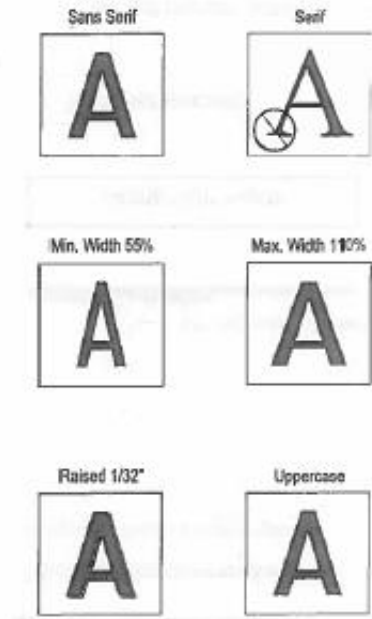 Sans Serif Serif
A A
Min. Width 55% Max. Width 110%
A A
Raised 1/32" Uppercase
A A